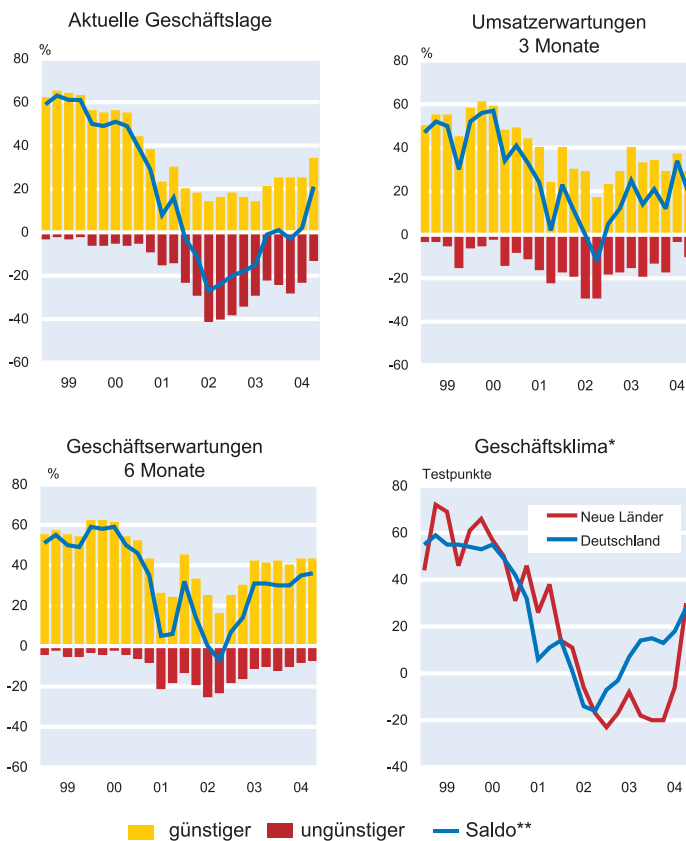 Aktuelle Geschäftslage
%
80
60
40
20
0
-20
-40
-60
99 00 01 02 03 04
Umsatzerwartungen
3 Monate
%
80
60
40
20
0
-20
-40
-60
99 00 01 02 03 04
Geschäftserwartungen
6 Monate
%
80
60
40
20
0
-20
-40
-60
99 00 01 02 03 04
Geschäftsklima*
Testpunkte
80
60
40
20
0
-20
-40
Neue Länder
Deutschland
99 00 01 02 03 04
günstiger ungünstiger Saldo**